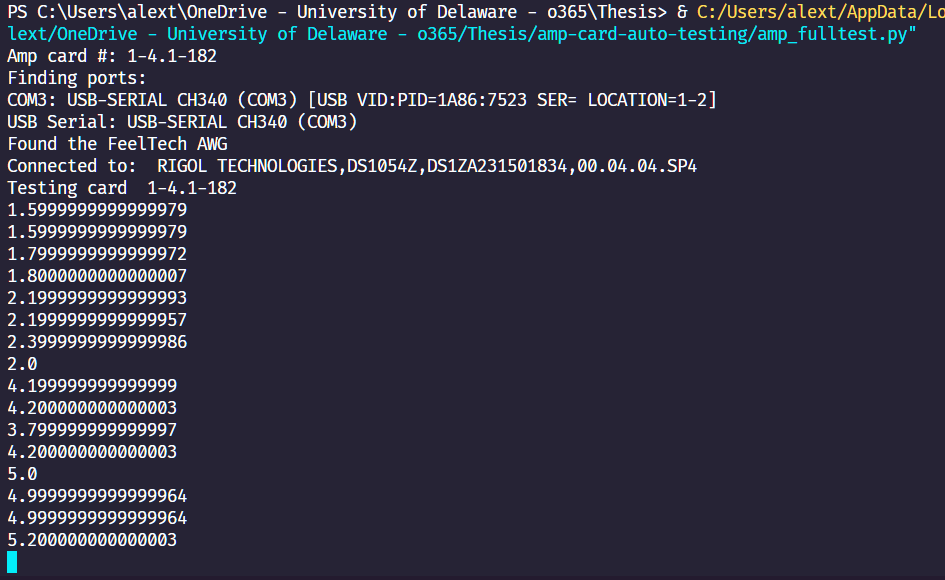 PS C:\Users\alext\OneDrive - University of Delaware - o365\Thesis> & C:/Users/alext/AppData/Lo
lext/OneDrive - University of Delaware - o365/Thesis/amp-card-auto-testing/amp_fulltest.py"
Amp card #: 1-4.1-182
Finding ports:
COM3: USB-SERIAL CH340 (COM3) [USB VID:PID=1A86:7523 SER= LOCATION=1-2]
USB Serial: USB-SERIAL CH340 (COM3)
Found the FeelTech AWG
Connected to:  RIGOL TECHNOLOGIES,DS1054Z,DS1ZA231501834,00.04.04.SP4
Testing card  1-4.1-182
1.5999999999999979
1.5999999999999979
1.7999999999999972
1.8000000000000007
2.1999999999999993
2.1999999999999957
2.3999999999999986
2.0
4.199999999999999
4.200000000000003
3.799999999999997
4.200000000000003
5.0
4.9999999999999964
4.9999999999999964
5.200000000000003